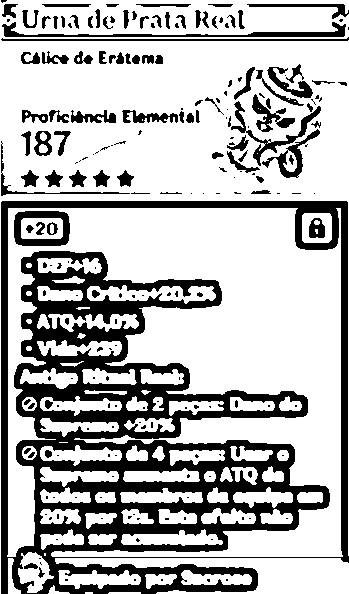 Urna de Prata Real
Cálice de Erátema
Proficiência Elemental
187
+20
DEF+16
Dano Crítico+20,2%
ATQ+14,0%
Vida+239
Antigo Ritual Real:
Conjunto de 2 peças: Dano do
Supremo +20%
Conjunto de 4 peças: Usar o
Supremo aumenta o ATQ de
todos os membros da equipe em
20% por 12s. Este efeito não
pode ser acumulado.
Equipado por Sucrose